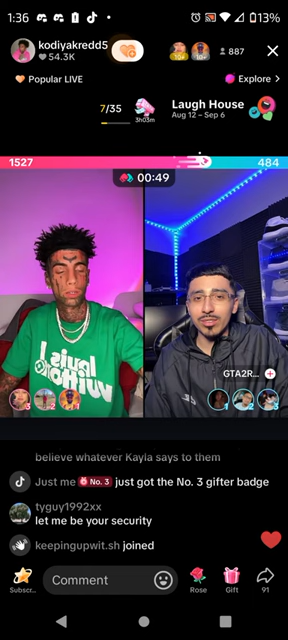 1:36
13%
kodiyakredd5
54.3K
887
Popular LIVE
Explore >
7/35
3h03m
Laugh House
Aug 12 – Sep 6
1527
484
00:49
GTA2R...
believe whatever Kayla says to them
Just me No. 3 just got the No. 3 gifter badge
tyguy1992xx
let me be your security
keepingupwit.sh joined
Subscr...
Comment
Rose
Gift
91